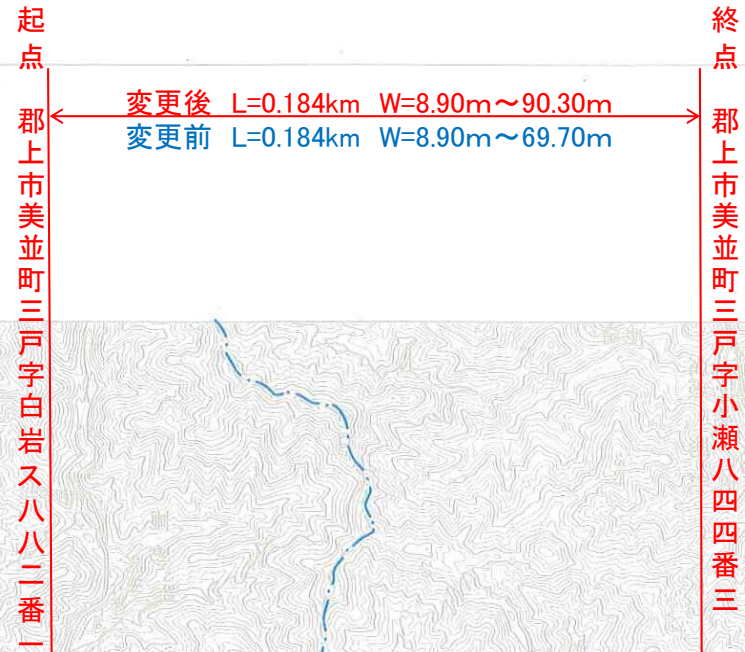 起点 郡上市美並町三戸字白岩ス八八二番一
変更後 L=0.184km W=8.90m~90.30m
変更前 L=0.184km W=8.90m~69.70m
終点 郡上市美並町三戸字小瀬八四四番三